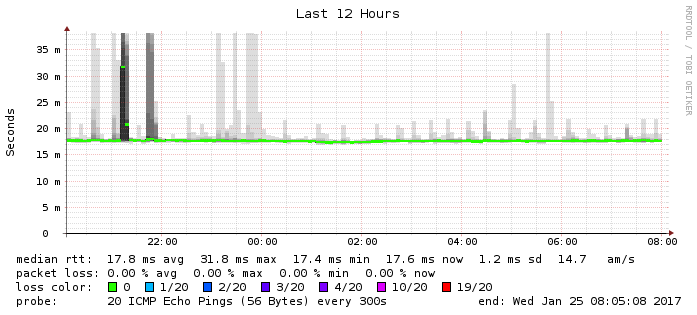 Last 12 Hours
RRDTOOL / TOBI OETIKER
Seconds
35 m
30 m
25 m
20 m
15 m
10 m
5 m
0
22:00 00:00 02:00 04:00 06:00 08:00
median rtt: 17.8 ms avg 31.8 ms max 17.4 ms min 17.6 ms now 1.2 ms sd 14.7 am/s
packet loss: 0.00 % avg 0.00 % max 0.00 % min 0.00 % now
loss color: 0 1/20 2/20 3/20 4/20 10/20 19/20
probe: 20 ICMP Echo Pings (56 Bytes) every 300s end: Wed Jan 25 08:05:08 2017